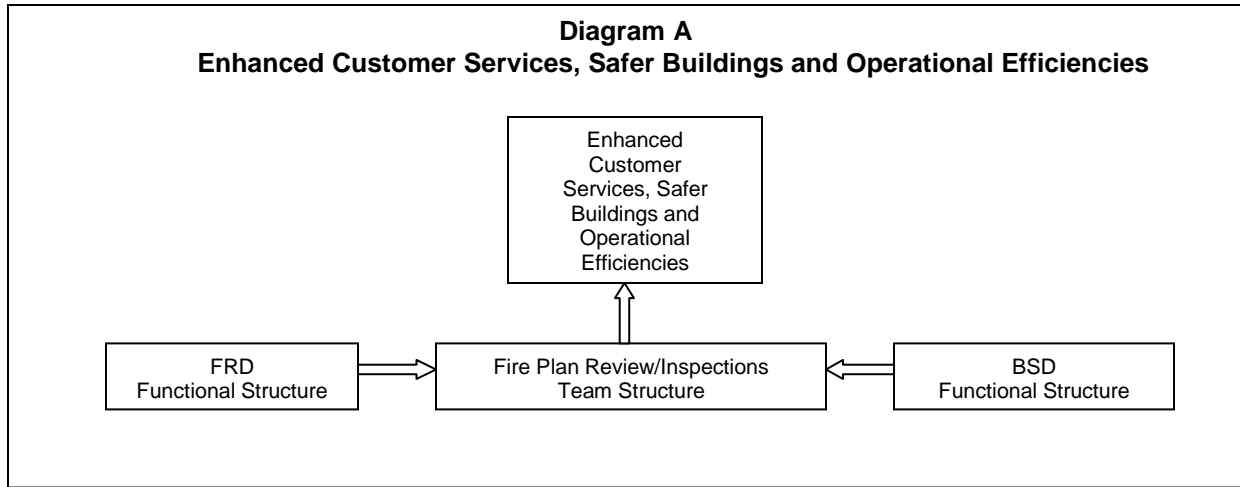 Diagram A
Enhanced Customer Services, Safer Buildings and Operational Efficiencies
Enhanced
Customer
Services, Safer
Buildings and
Operational
Efficiencies
FRD
Functional Structure
Fire Plan Review/Inspections
Team Structure
BSD
Functional Structure